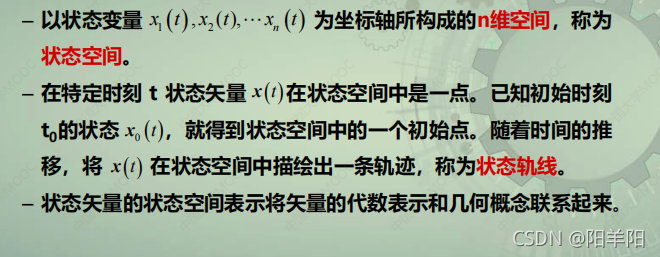 – 以状态变量 x₁(t),x₂(t),⋯xₙ(t) 为坐标轴所构成的n维空间，称为
状态空间。
– 在特定时刻 t 状态矢量 x(t)在状态空间中是一点。已知初始时刻
t₀的状态 x₀(t)，就得到状态空间中的一个初始点。随着时间的推
移，将 x(t) 在状态空间中描绘出一条轨迹，称为状态轨线。
– 状态矢量的状态空间表示将矢量的代数表示和几何概念联系起来。
CSDN @阳羊阳